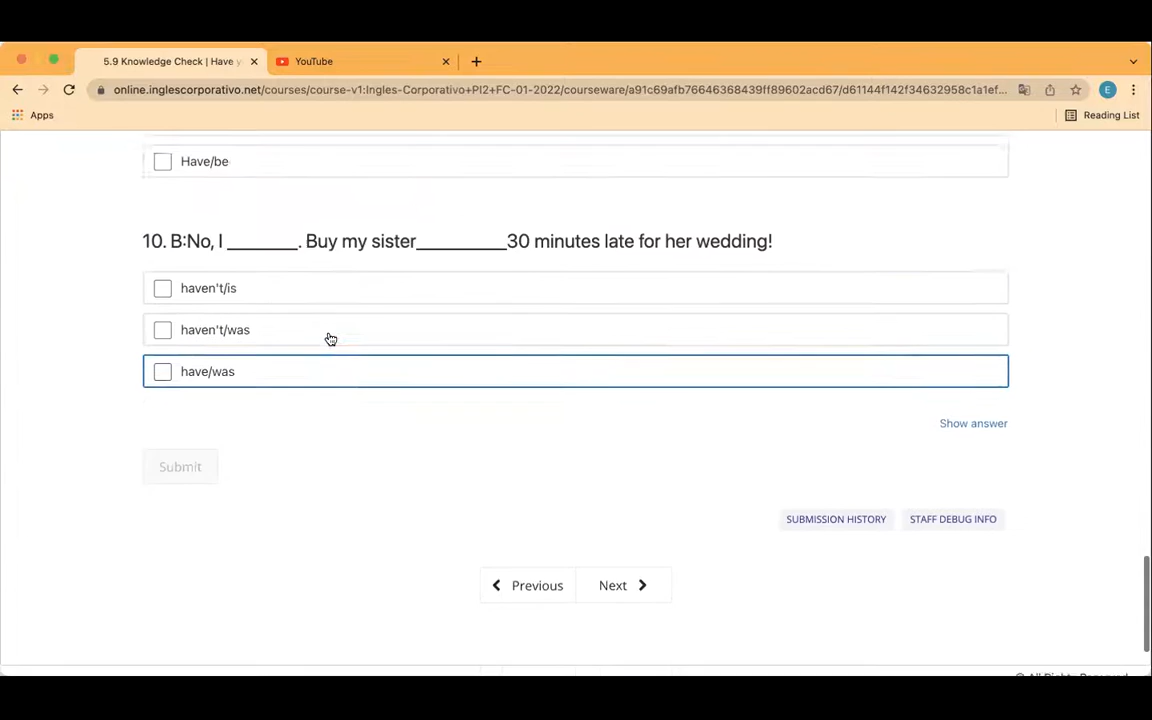 5.9 Knowledge Check | Have y
YouTube
online.inglescorporativo.net/courses/course-v1:Ingles-Corporativo+PI2+FC-01-2022/courseware/a91c69afb76646368439ff89602acd67/d61144f142f34632958c1a1ef...
E
Apps
Reading List
Have/be
10. B:No, I ________. Buy my sister__________30 minutes late for her wedding!
haven't/is
haven't/was
have/was
Show answer
Submit
SUBMISSION HISTORY
STAFF DEBUG INFO
Previous
Next